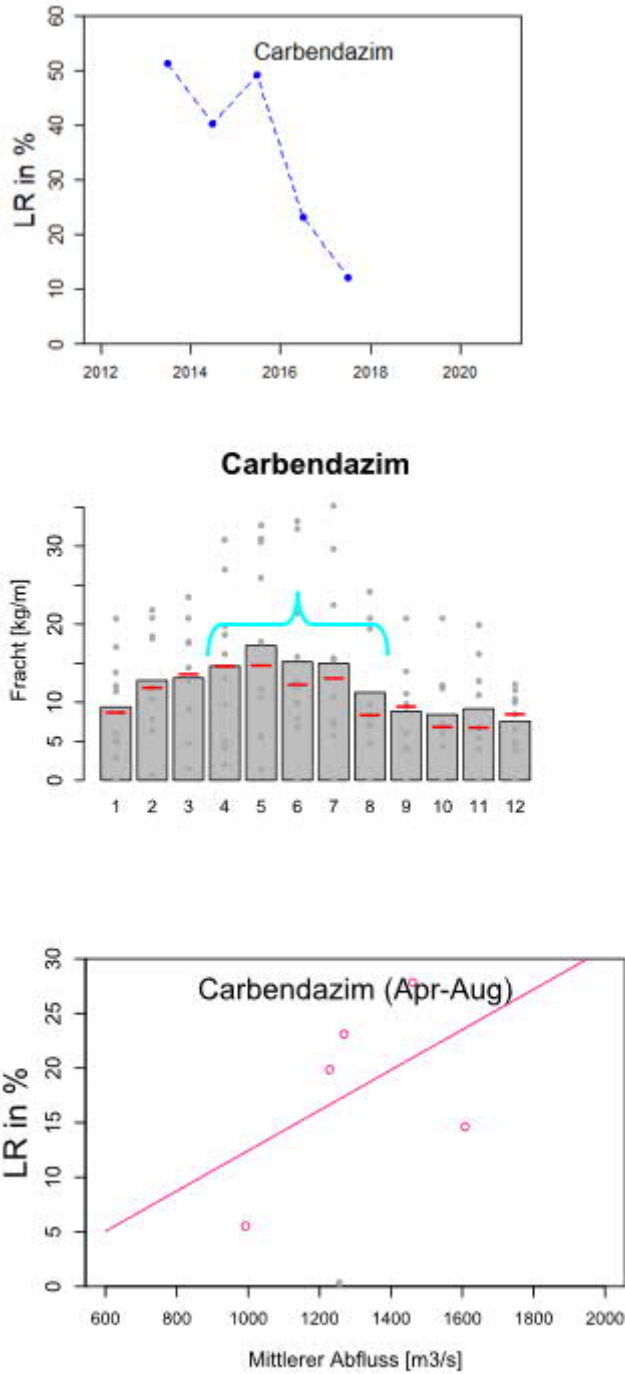 60
50
40
30
20
10
0
LR in %
Carbendazim
2012 2014 2016 2018 2020
Carbendazim
30
20
10
5
0
Fracht [kg/m]
1 2 3 4 5 6 7 8 9 10 11 12
30
25
20
15
10
5
0
LR in %
Carbendazim (Apr-Aug)
600 800 1000 1200 1400 1600 1800 2000
Mittlerer Abfluss [m3/s]